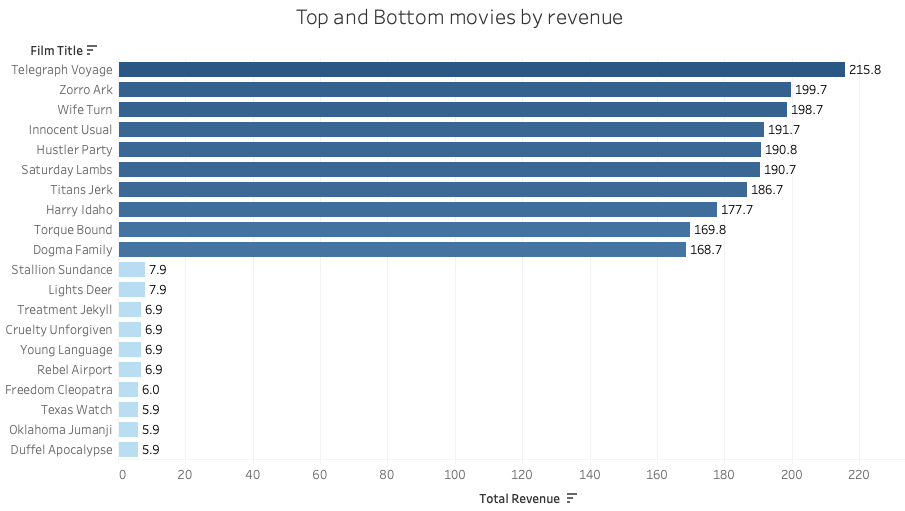 Top and Bottom movies by revenue
Film Title
Telegraph Voyage 215.8
Zorro Ark 199.7
Wife Turn 198.7
Innocent Usual 191.7
Hustler Party 190.8
Saturday Lambs 190.7
Titans Jerk 186.7
Harry Idaho 177.7
Torque Bound 169.8
Dogma Family 168.7
Stallion Sundance 7.9
Lights Deer 7.9
Treatment Jekyll 6.9
Cruelty Unforgiven 6.9
Young Language 6.9
Rebel Airport 6.9
Freedom Cleopatra 6.0
Texas Watch 5.9
Oklahoma Jumanji 5.9
Duffel Apocalypse 5.9
0 20 40 60 80 100 120 140 160 180 200 220
Total Revenue